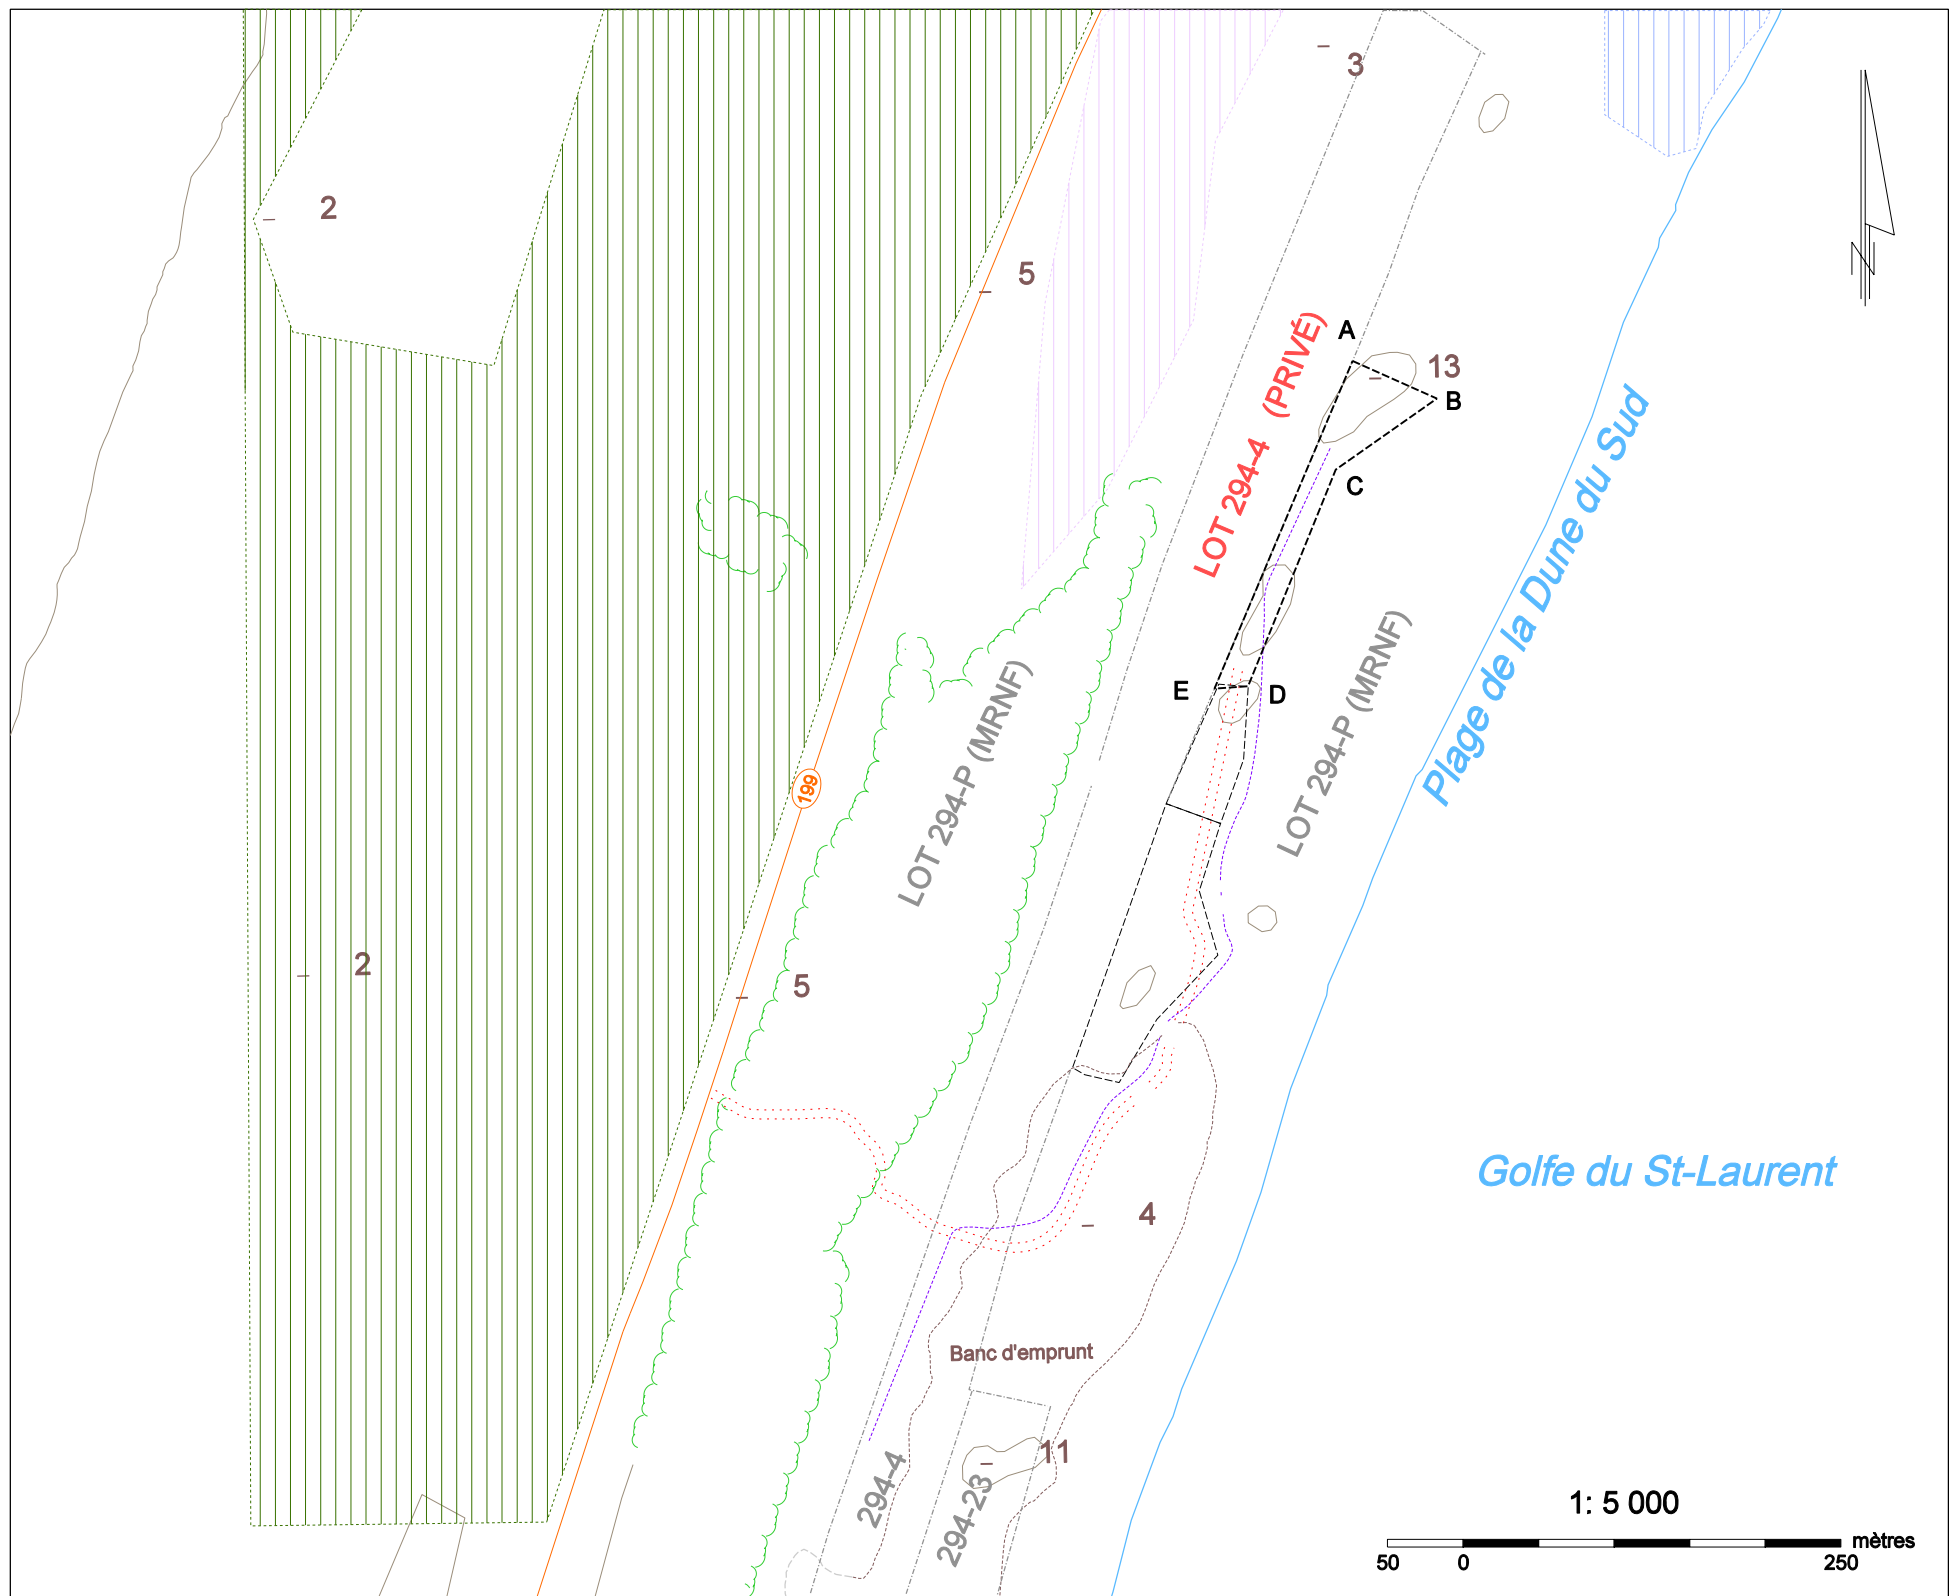 3
2
5
A
13
B
C
LOT 294-4 (PRIVÉ)
Plage de la Dune du Sud
LOT 294-P (MRNF)
LOT 294-P (MRNF)
E
D
199
2
5
4
Golfe du St-Laurent
Banc d'emprunt
11
294-4
294-23
N
1: 5 000
mètres
50 0 250